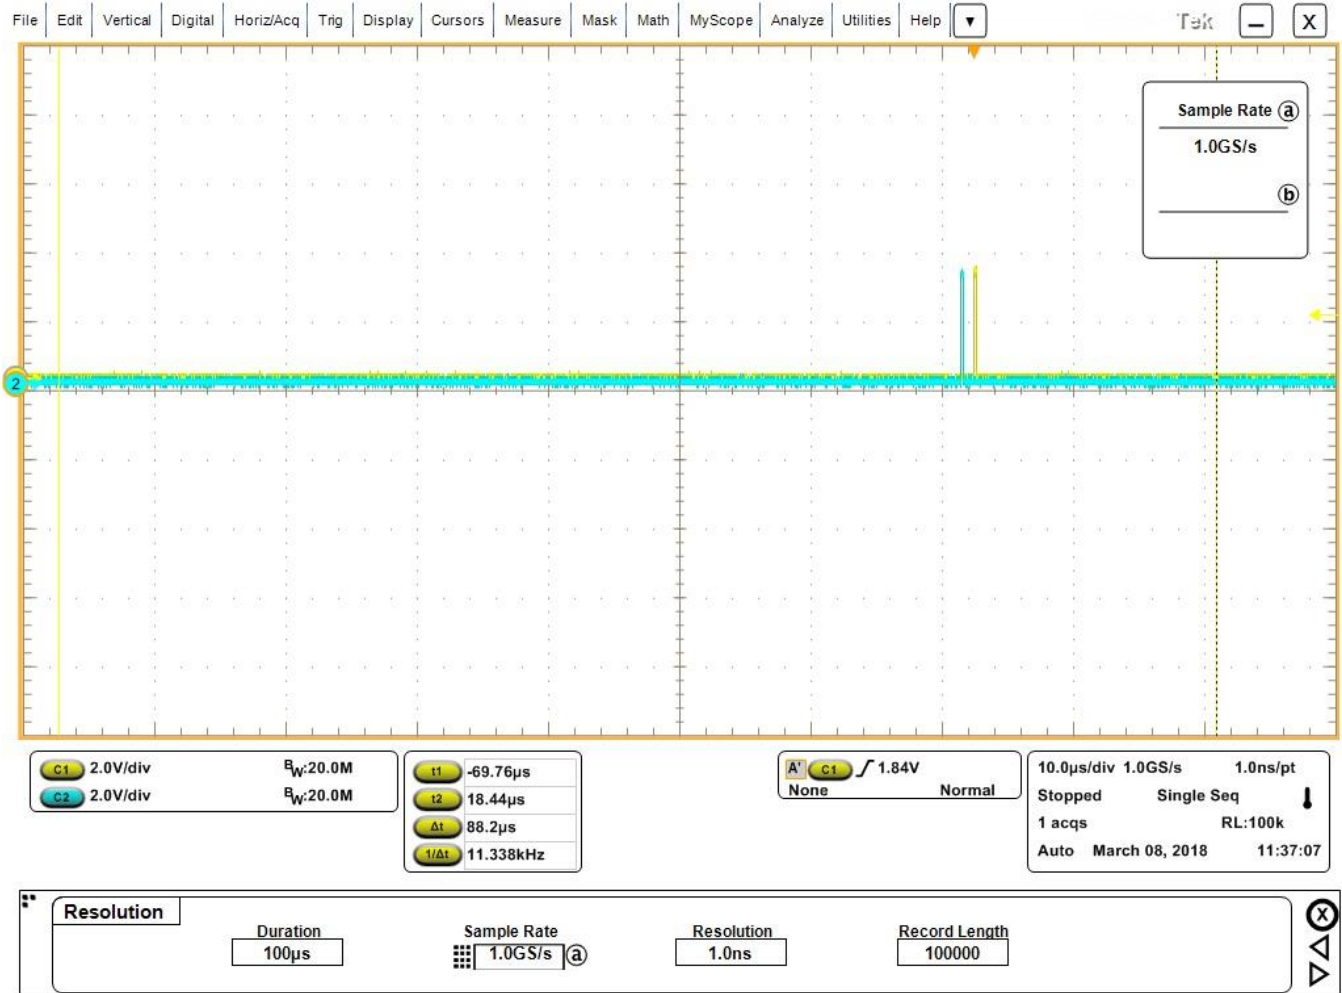 File Edit Vertical Digital Horiz/Acq Trig Display Cursors Measure Mask Math MyScope Analyze Utilities Help ▼ Tek – X
Sample Rate a
1.0GS/s
b
2
C1 2.0V/div BW:20.0M
C2 2.0V/div BW:20.0M
t1 -69.76µs
t2 18.44µs
Δt 88.2µs
1/Δt 11.338kHz
A' C1 1.84V
None Normal
10.0µs/div 1.0GS/s 1.0ns/pt
Stopped Single Seq
1 acqs RL:100k
Auto March 08, 2018 11:37:07
Resolution
Duration Sample Rate Resolution Record Length
100µs 1.0GS/s a 1.0ns 100000
X